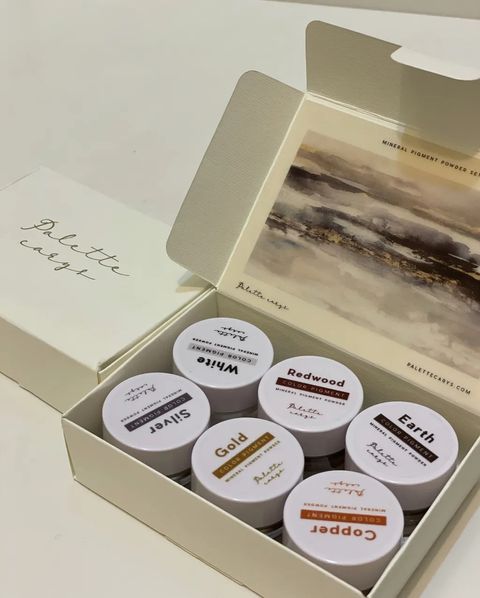 MINERAL PIGMENT POWDER SET
Palette
carys
Palette carys
PALETTECARYS.COM
White
COLOR PIGMENT
MINERAL PIGMENT POWDER
Palette
carys
Redwood
COLOR PIGMENT
MINERAL PIGMENT POWDER
Palette
carys
Silver
COLOR PIGMENT
MINERAL PIGMENT POWDER
Palette
carys
Gold
COLOR PIGMENT
MINERAL PIGMENT POWDER
Palette
carys
Earth
COLOR PIGMENT
MINERAL PIGMENT POWDER
Palette
carys
Copper
COLOR PIGMENT
MINERAL PIGMENT POWDER
Palette
carys